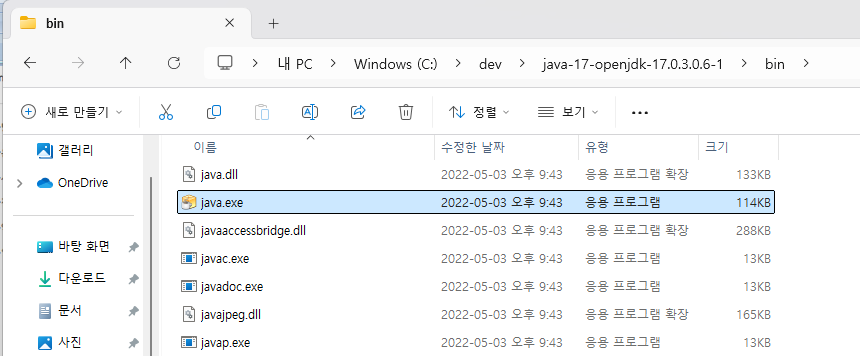 bin
내 PC > Windows (C:) > dev > java-17-openjdk-17.0.3.0.6-1 > bin >
새로 만들기 정렬 보기
이름 수정한 날짜 유형 크기
갤러리
OneDrive
바탕 화면
다운로드
문서
사진
java.dll 2022-05-03 오후 9:43 응용 프로그램 확장 133KB
java.exe 2022-05-03 오후 9:43 응용 프로그램 114KB
javaaccessbridge.dll 2022-05-03 오후 9:43 응용 프로그램 확장 288KB
javac.exe 2022-05-03 오후 9:43 응용 프로그램 13KB
javadoc.exe 2022-05-03 오후 9:43 응용 프로그램 13KB
javajpeg.dll 2022-05-03 오후 9:43 응용 프로그램 확장 165KB
javap.exe 2022-05-03 오후 9:43 응용 프로그램 13KB